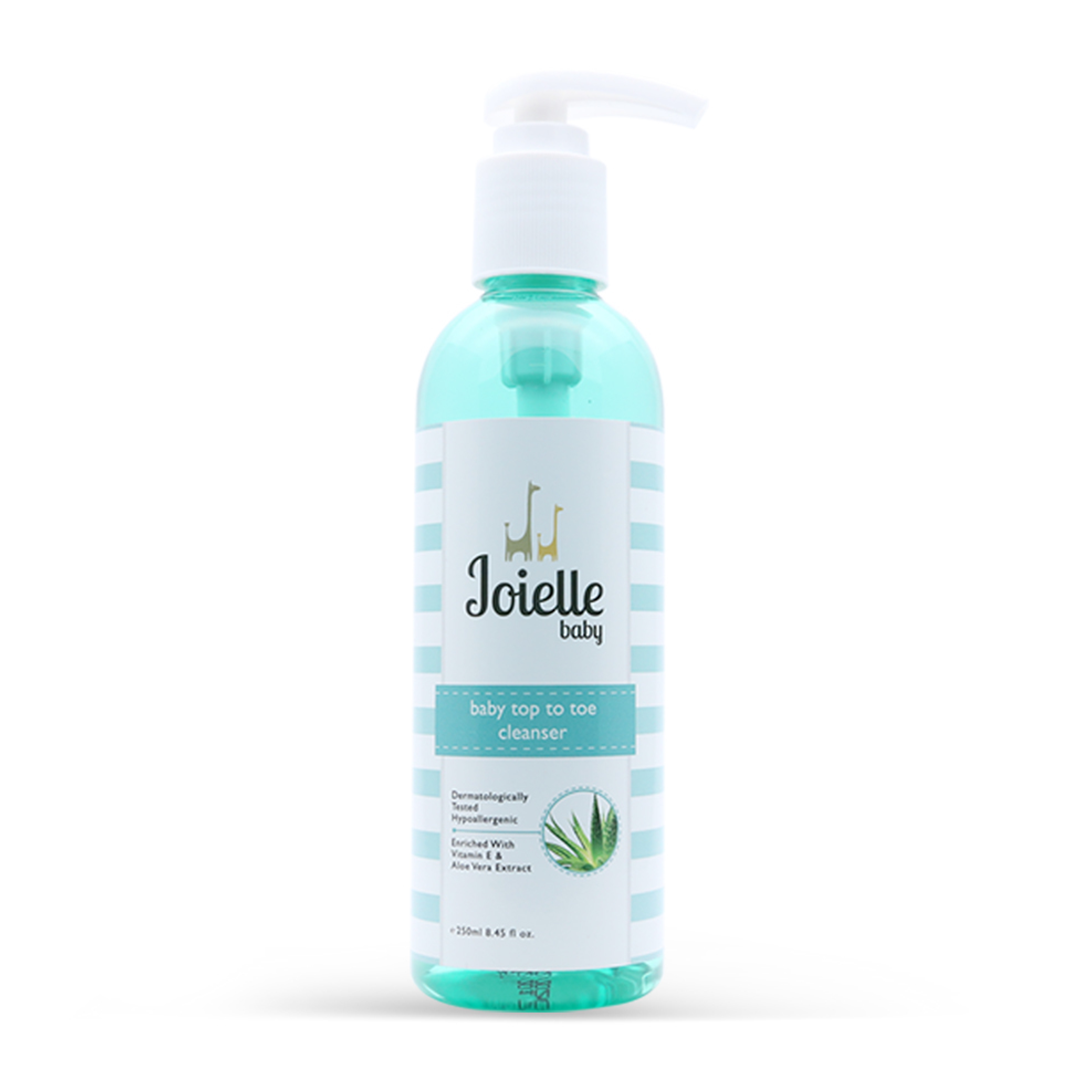 Joielle
baby
baby top to toe
cleanser
Dermatologically
Tested
Hypoallergenic
Enriched With
Vitamin E &
Aloe Vera Extract
250ml 8.45 fl oz.